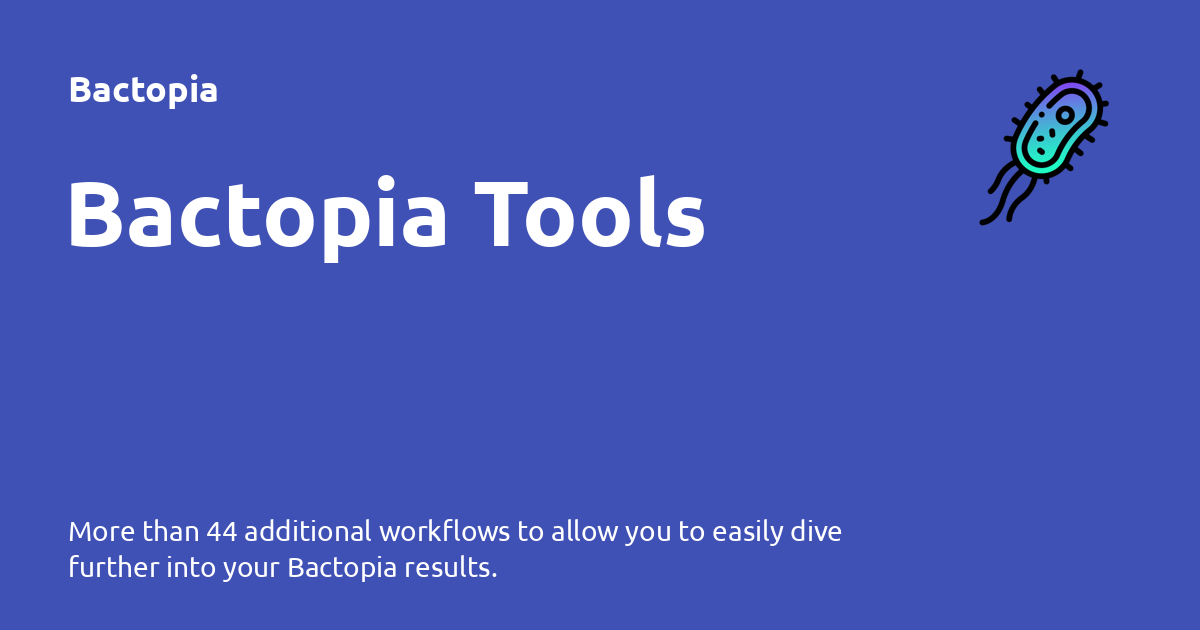 Bactopia
Bactopia Tools
More than 44 additional workflows to allow you to easily dive
further into your Bactopia results.